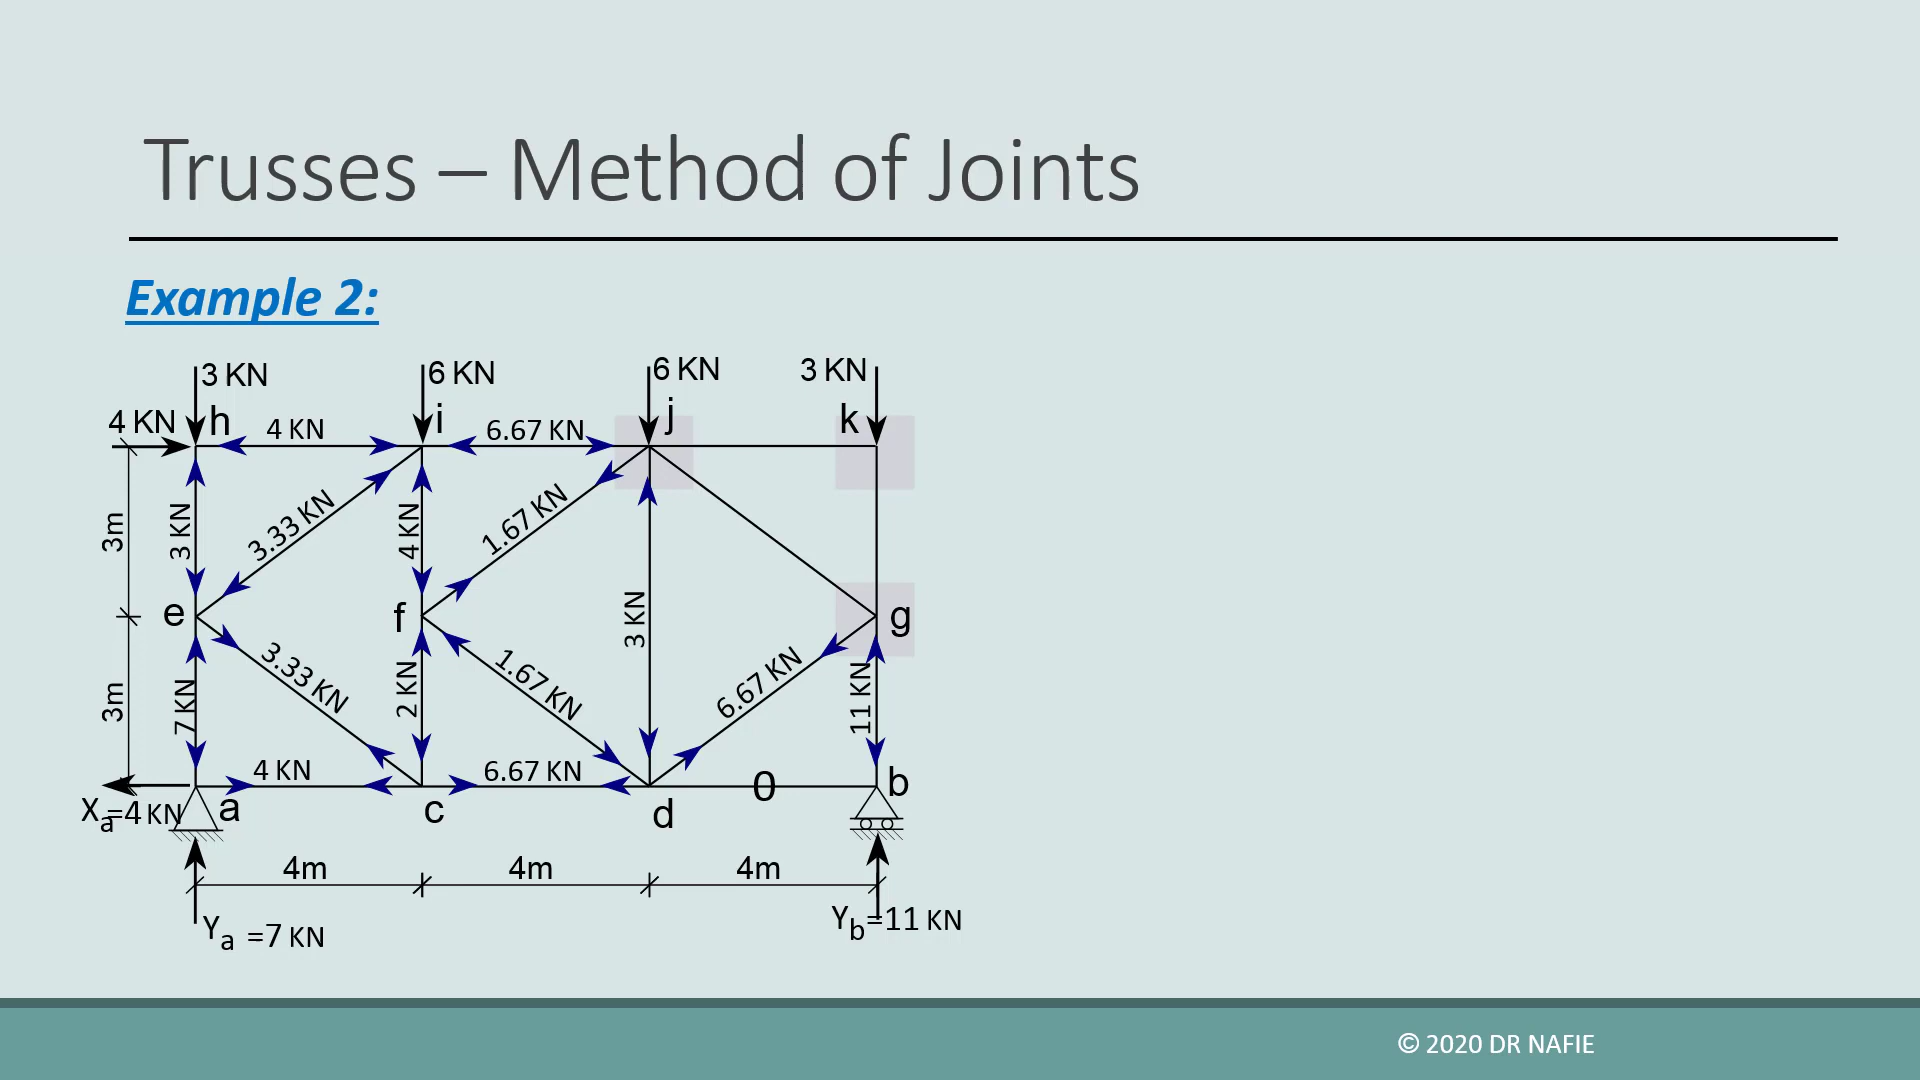 Trusses – Method of Joints
Example 2:
3 KN
6 KN
6 KN
3 KN
4 KN
h
i
j
k
4 KN
6.67 KN
3m
3 KN
3.33 KN
4 KN
1.67 KN
3 KN
e
f
g
3m
7 KN
3.33 KN
2 KN
1.67 KN
6.67 KN
11 KN
4 KN
6.67 KN
0
b
Xa=4 KN
a
c
d
4m
4m
4m
Ya =7 KN
Yb=11 KN
© 2020 DR NAFIE